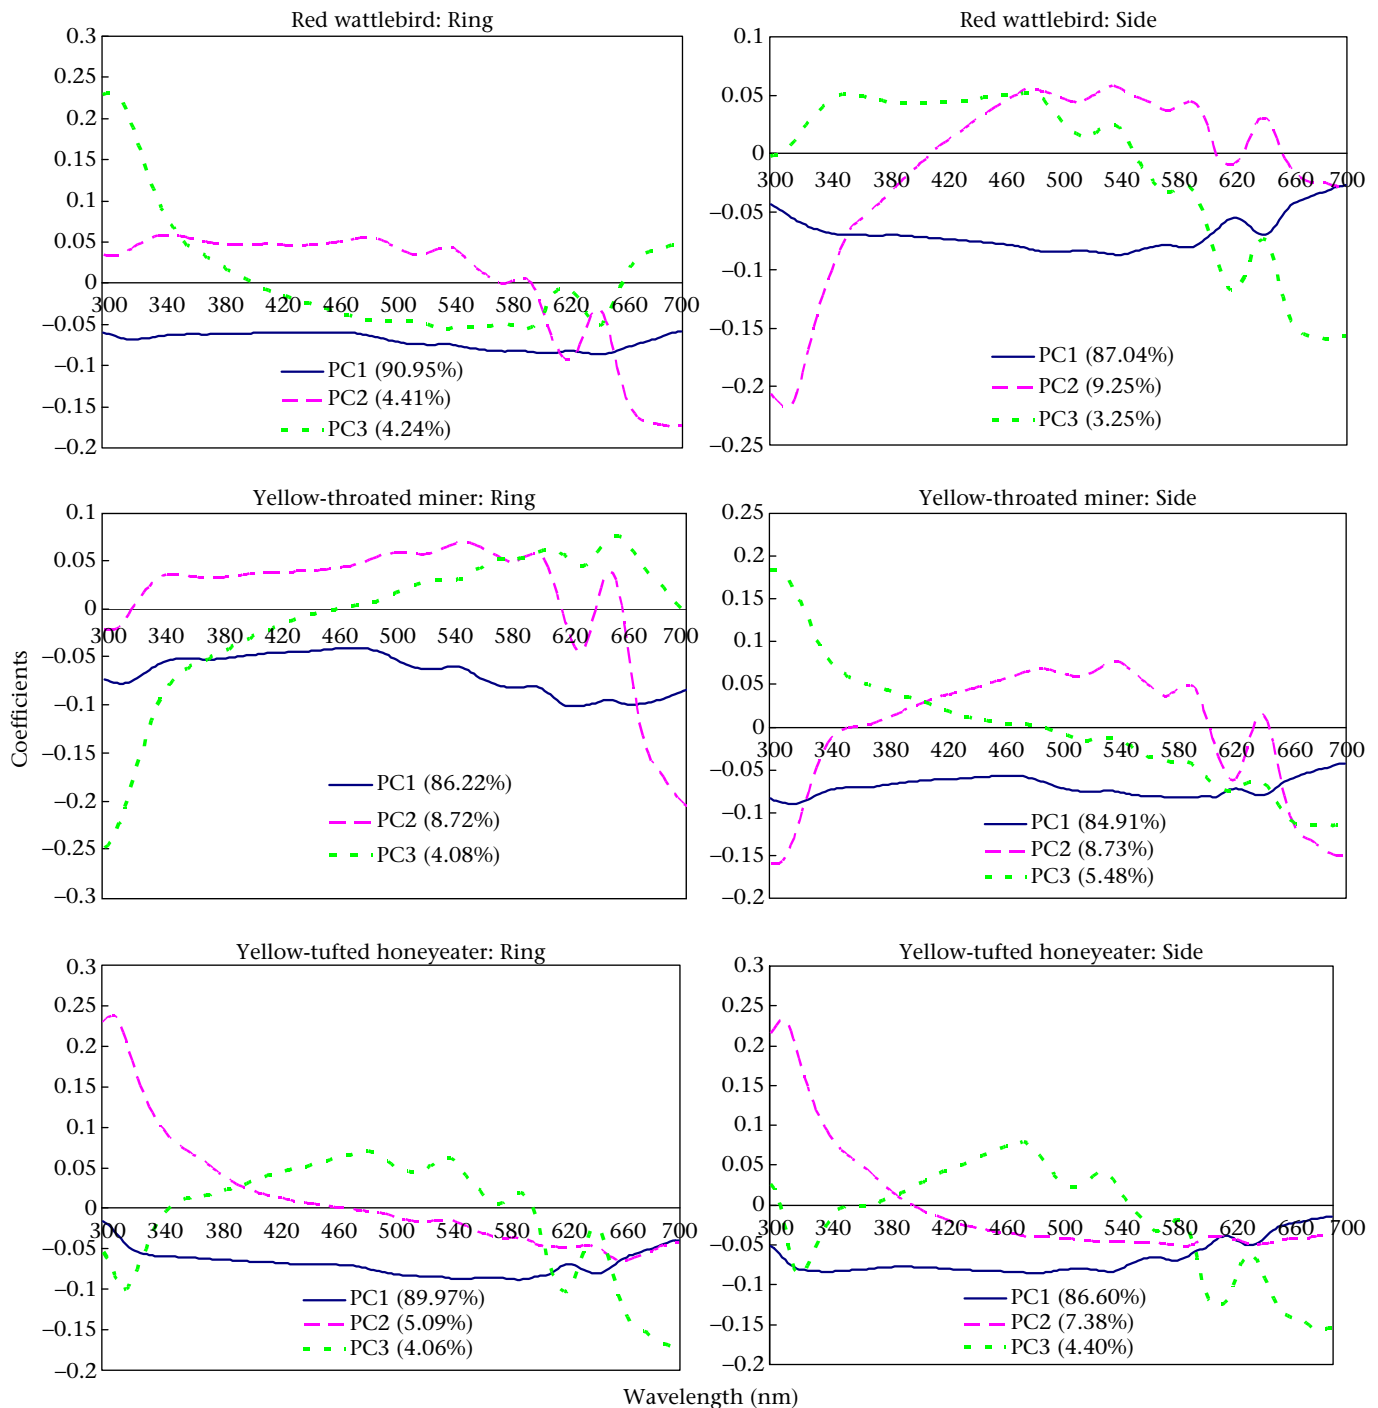 Red wattlebird: Ring
0.3
0.25
0.2
0.15
0.1
0.05
0
–0.05
–0.1
–0.15
–0.2
300 340 380 420 460 500 540 580 620 660 700
PC1 (90.95%)
PC2 (4.41%)
PC3 (4.24%)
Red wattlebird: Side
0.1
0.05
0
–0.05
–0.1
–0.15
–0.2
–0.25
300 340 380 420 460 500 540 580 620 660 700
PC1 (87.04%)
PC2 (9.25%)
PC3 (3.25%)
Coefficients
Yellow-throated miner: Ring
0.1
0.05
0
–0.05
–0.1
–0.15
–0.2
–0.25
–0.3
300 340 380 420 460 500 540 580 620 660 700
PC1 (86.22%)
PC2 (8.72%)
PC3 (4.08%)
Yellow-throated miner: Side
0.25
0.2
0.15
0.1
0.05
0
–0.05
–0.1
–0.15
–0.2
300 340 380 420 460 500 540 580 620 660 700
PC1 (84.91%)
PC2 (8.73%)
PC3 (5.48%)
Yellow-tufted honeyeater: Ring
0.3
0.25
0.2
0.15
0.1
0.05
0
–0.05
–0.1
–0.15
–0.2
300 340 380 420 460 500 540 580 620 660 700
PC1 (89.97%)
PC2 (5.09%)
PC3 (4.06%)
Yellow-tufted honeyeater: Side
0.3
0.25
0.2
0.15
0.1
0.05
0
–0.05
–0.1
–0.15
–0.2
300 340 380 420 460 500 540 580 620 660 700
PC1 (86.60%)
PC2 (7.38%)
PC3 (4.40%)
Wavelength (nm)